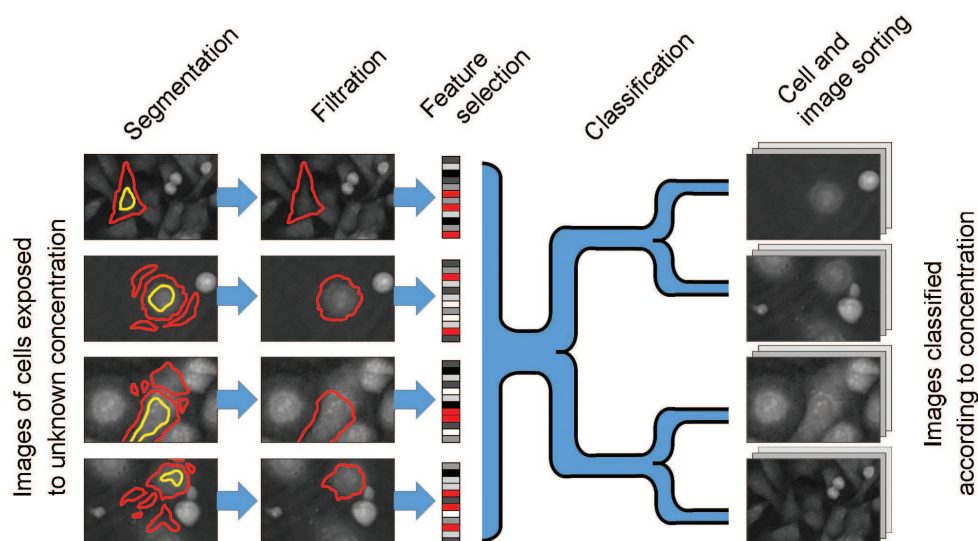 Segmentation
Filtration
Feature
selection
Classification
Cell and
image sorting
Images of cells exposed
to unknown concentration
Images classified
according to concentration